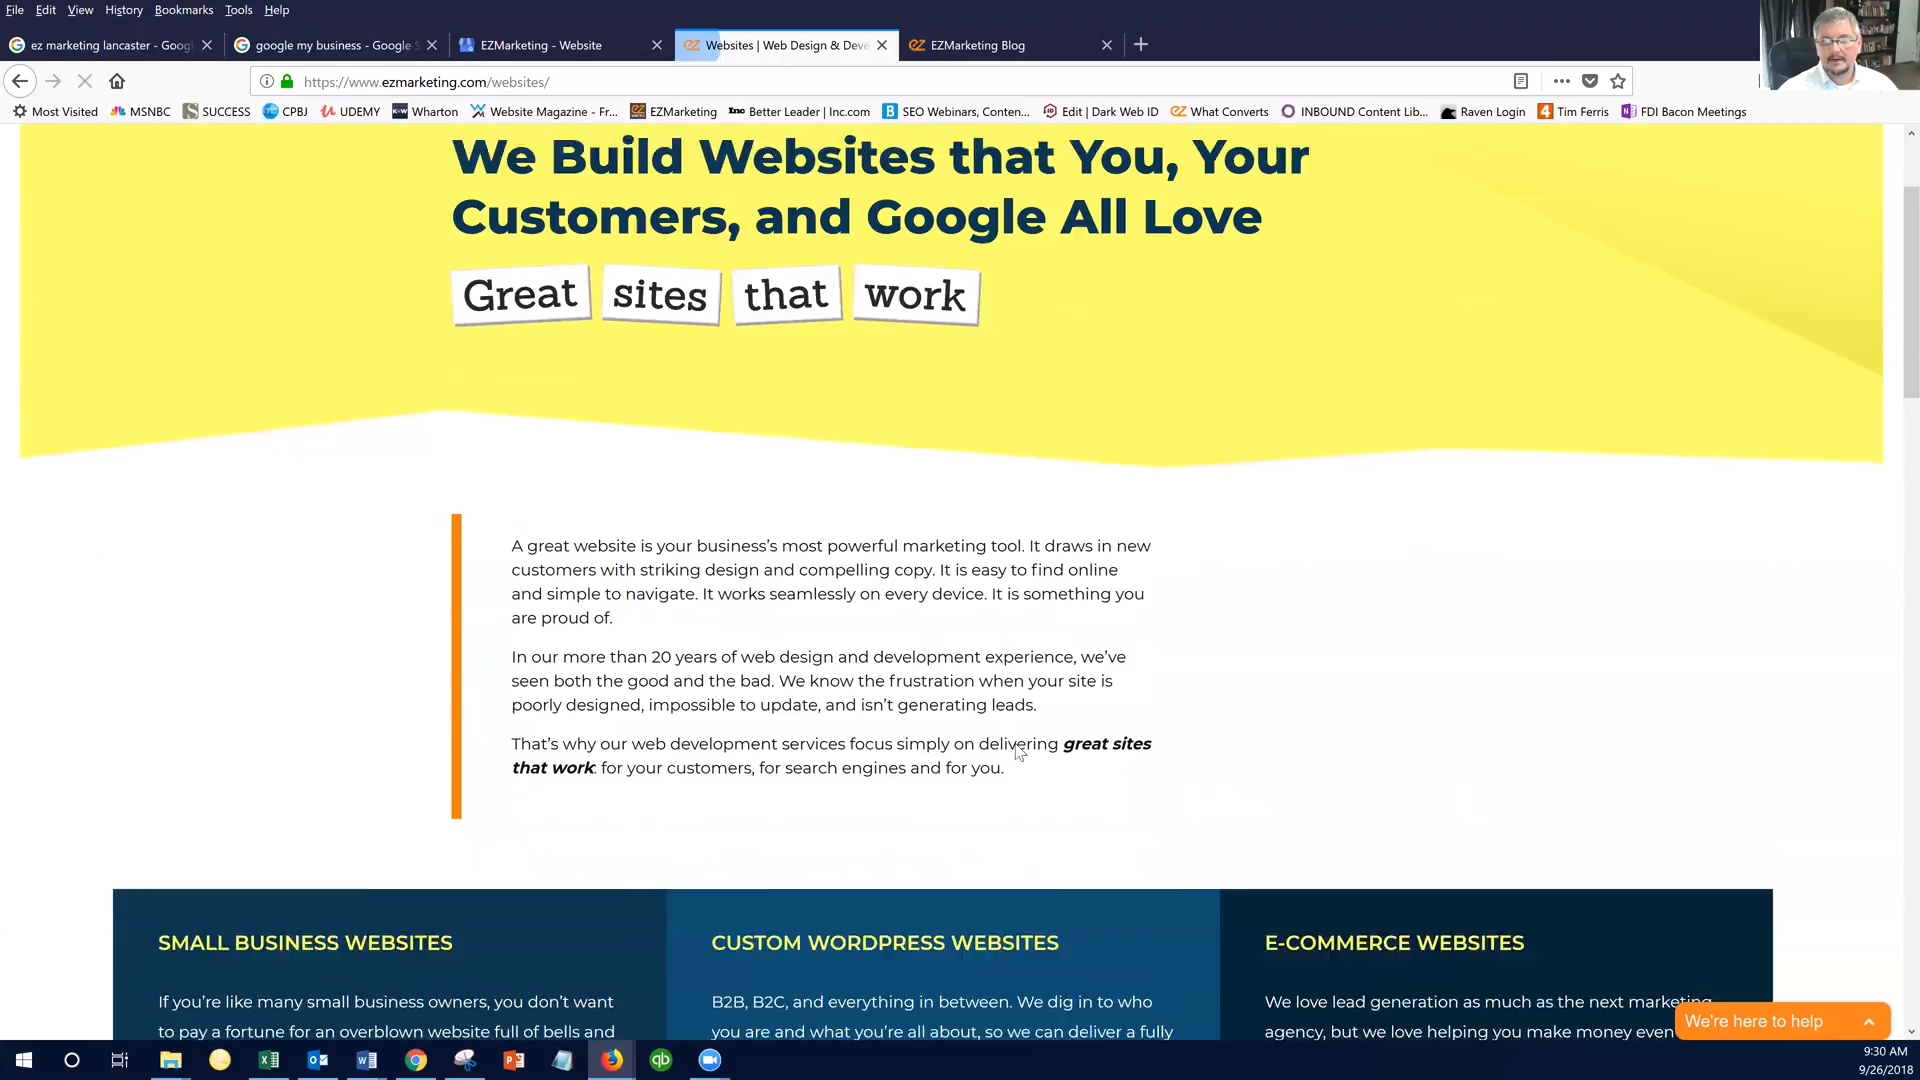 File Edit View History Bookmarks Tools Help
ez marketing lancaster - Googl google my business - Google S EZMarketing - Website Websites | Web Design & Deve EZMarketing Blog
https://www.ezmarketing.com/websites/
Most Visited MSNBC SUCCESS CPBJ UDEMY Wharton Website Magazine - Fr... EZMarketing Inc Better Leader | Inc.com SEO Webinars, Conten... Edit | Dark Web ID What Converts INBOUND Content Lib... Raven Login Tim Ferris FDI Bacon Meetings
We Build Websites that You, Your
Customers, and Google All Love
Great sites that work
A great website is your business's most powerful marketing tool. It draws in new
customers with striking design and compelling copy. It is easy to find online
and simple to navigate. It works seamlessly on every device. It is something you
are proud of.
In our more than 20 years of web design and development experience, we've
seen both the good and the bad. We know the frustration when your site is
poorly designed, impossible to update, and isn't generating leads.
That's why our web development services focus simply on delivering great sites
that work: for your customers, for search engines and for you.
SMALL BUSINESS WEBSITES
If you're like many small business owners, you don't want
to pay a fortune for an overblown website full of bells and
CUSTOM WORDPRESS WEBSITES
B2B, B2C, and everything in between. We dig in to who
you are and what you're all about, so we can deliver a fully
E-COMMERCE WEBSITES
We love lead generation as much as the next marketing
agency, but we love helping you make money even
We're here to help
9:30 AM
9/26/2018